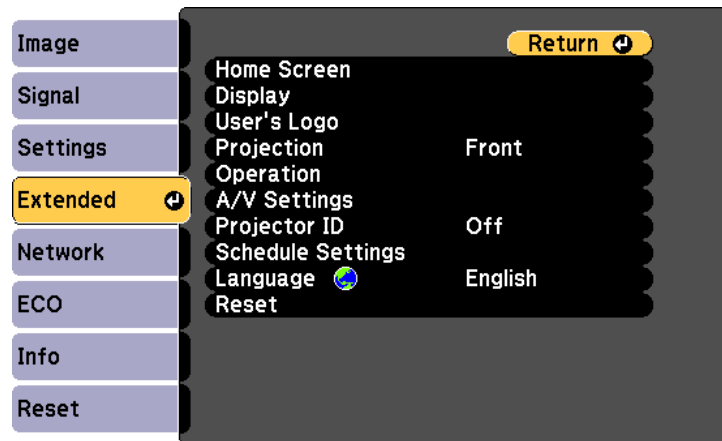 Image
Signal
Settings
Extended
Network
ECO
Info
Reset
Return
Home Screen
Display
User's Logo
Projection Front
Operation
A/V Settings
Projector ID Off
Schedule Settings
Language English
Reset